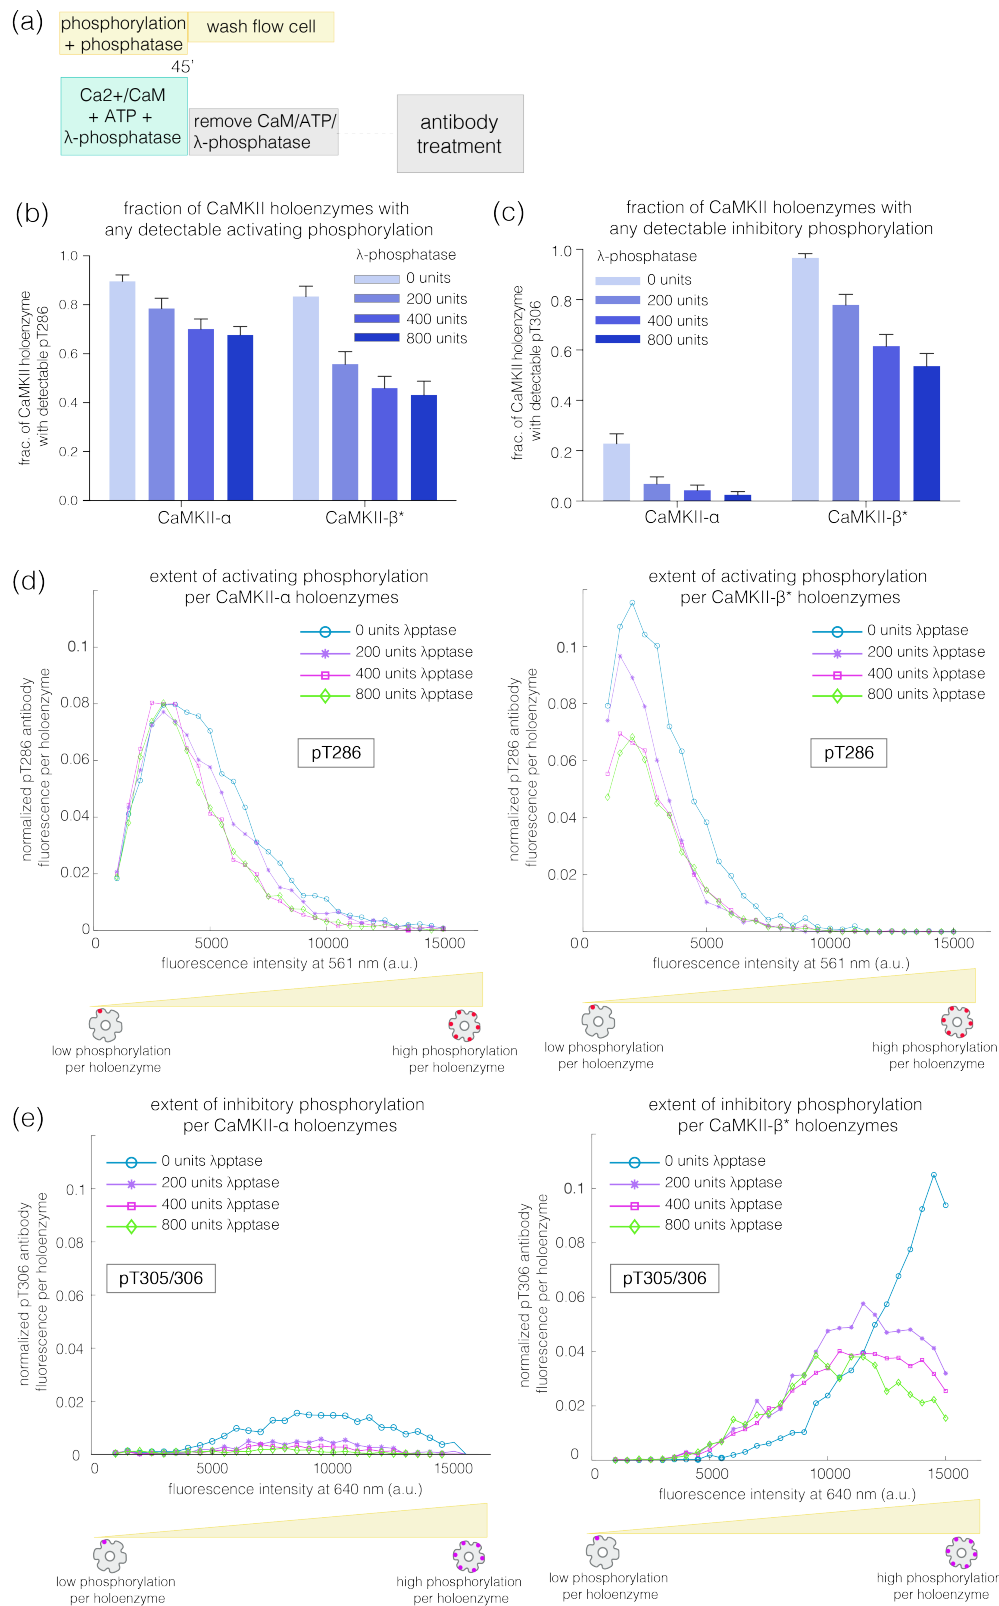 (a)
phosphorylation
+ phosphatase
wash flow cell
45'
Ca2+/CaM
+ ATP +
λ-phosphatase
remove CaM/ATP/
λ-phosphatase
antibody
treatment
(b)
fraction of CaMKII holoenzymes with
any detectable activating phosphorylation
λ-phosphatase
0 units
200 units
400 units
800 units
frac. of CaMKII holoenzyme
with detectable pT286
1.0
0.8
0.6
0.4
0.2
0.0
CaMKII-α
CaMKII-β*
(c)
fraction of CaMKII holoenzymes with
any detectable inhibitory phosphorylation
λ-phosphatase
0 units
200 units
400 units
800 units
frac. of CaMKII holoenzyme
with detectable pT306
1.0
0.8
0.6
0.4
0.2
0.0
CaMKII-α
CaMKII-β*
(d)
extent of activating phosphorylation
per CaMKII-α holoenzymes
0 units λpptase
200 units λpptase
400 units λpptase
800 units λpptase
pT286
normalized pT286 antibody
fluorescence per holoenzyme
0.1
0.08
0.06
0.04
0.02
0
0
5000
10000
15000
fluorescence intensity at 561 nm (a.u.)
low phosphorylation
per holoenzyme
high phosphorylation
per holoenzyme
extent of activating phosphorylation
per CaMKII-β* holoenzymes
0 units λpptase
200 units λpptase
400 units λpptase
800 units λpptase
pT286
normalized pT286 antibody
fluorescence per holoenzyme
0.1
0.08
0.06
0.04
0.02
0.0
0
5000
10000
15000
fluorescence intensity at 561 nm (a.u.)
low phosphorylation
per holoenzyme
high phosphorylation
per holoenzyme
(e)
extent of inhibitory phosphorylation
per CaMKII-α holoenzymes
0 units λpptase
200 units λpptase
400 units λpptase
800 units λpptase
pT305/306
normalized pT306 antibody
fluorescence per holoenzyme
0.1
0.08
0.06
0.04
0.02
0
0
5000
10000
15000
fluorescence intensity at 640 nm (a.u.)
low phosphorylation
per holoenzyme
high phosphorylation
per holoenzyme
extent of inhibitory phosphorylation
per CaMKII-β* holoenzymes
0 units λpptase
200 units λpptase
400 units λpptase
800 units λpptase
pT305/306
normalized pT306 antibody
fluorescence per holoenzyme
0.1
0.08
0.06
0.04
0.02
0
0
5000
10000
15000
fluorescence intensity at 640 nm (a.u.)
low phosphorylation
per holoenzyme
high phosphorylation
per holoenzyme